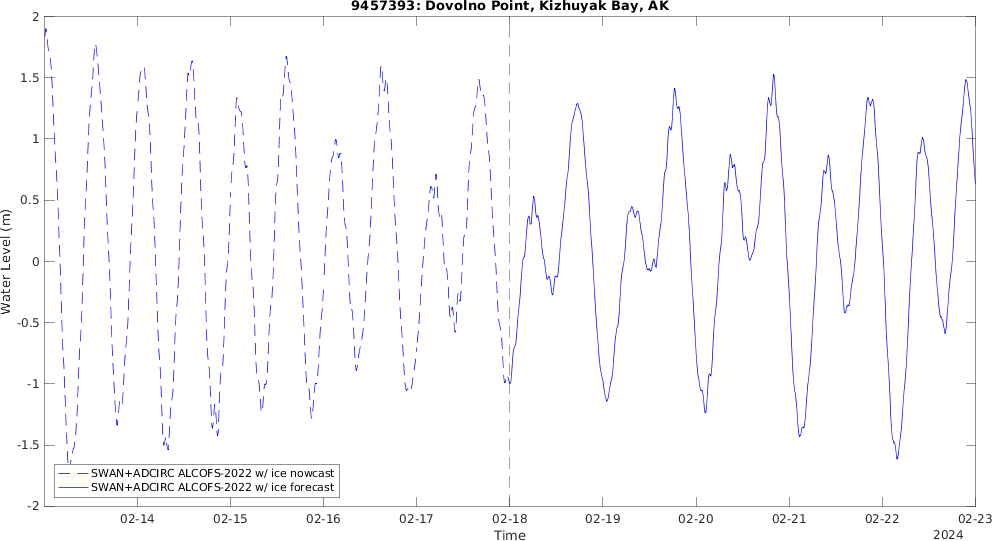 9457393: Dovolno Point, Kizhuyak Bay, AK
2
1.5
1
0.5
0
-0.5
-1
-1.5
-2
Water Level (m)
SWAN+ADCIRC ALCOFS-2022 w/ ice nowcast
SWAN+ADCIRC ALCOFS-2022 w/ ice forecast
02-14 02-15 02-16 02-17 02-18 02-19 02-20 02-21 02-22 02-23
Time
2024